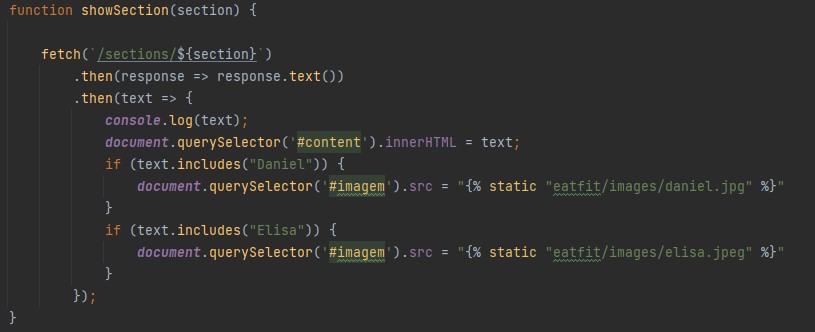 function showSection(section) {
fetch(`/sections/${section}`)
.then(response => response.text())
.then(text => {
console.log(text);
document.querySelector('#content').innerHTML = text;
if (text.includes("Daniel")) {
document.querySelector('#imagem').src = "{% static "eatfit/images/daniel.jpg" %}"
}
if (text.includes("Elisa")) {
document.querySelector('#imagem').src = "{% static "eatfit/images/elisa.jpeg" %}"
}
});
}